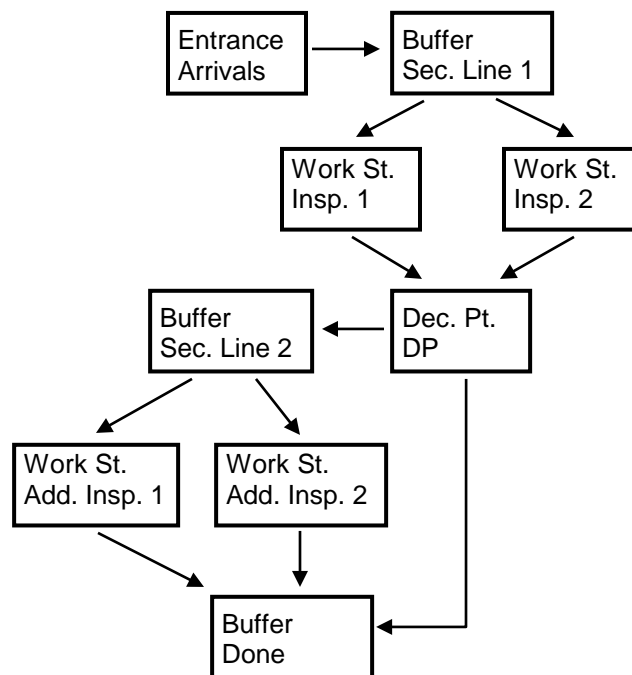 Entrance
Arrivals
Buffer
Sec. Line 1
Work St.
Insp. 1
Work St.
Insp. 2
Buffer
Sec. Line 2
Dec. Pt.
DP
Work St.
Add. Insp. 1
Work St.
Add. Insp. 2
Buffer
Done